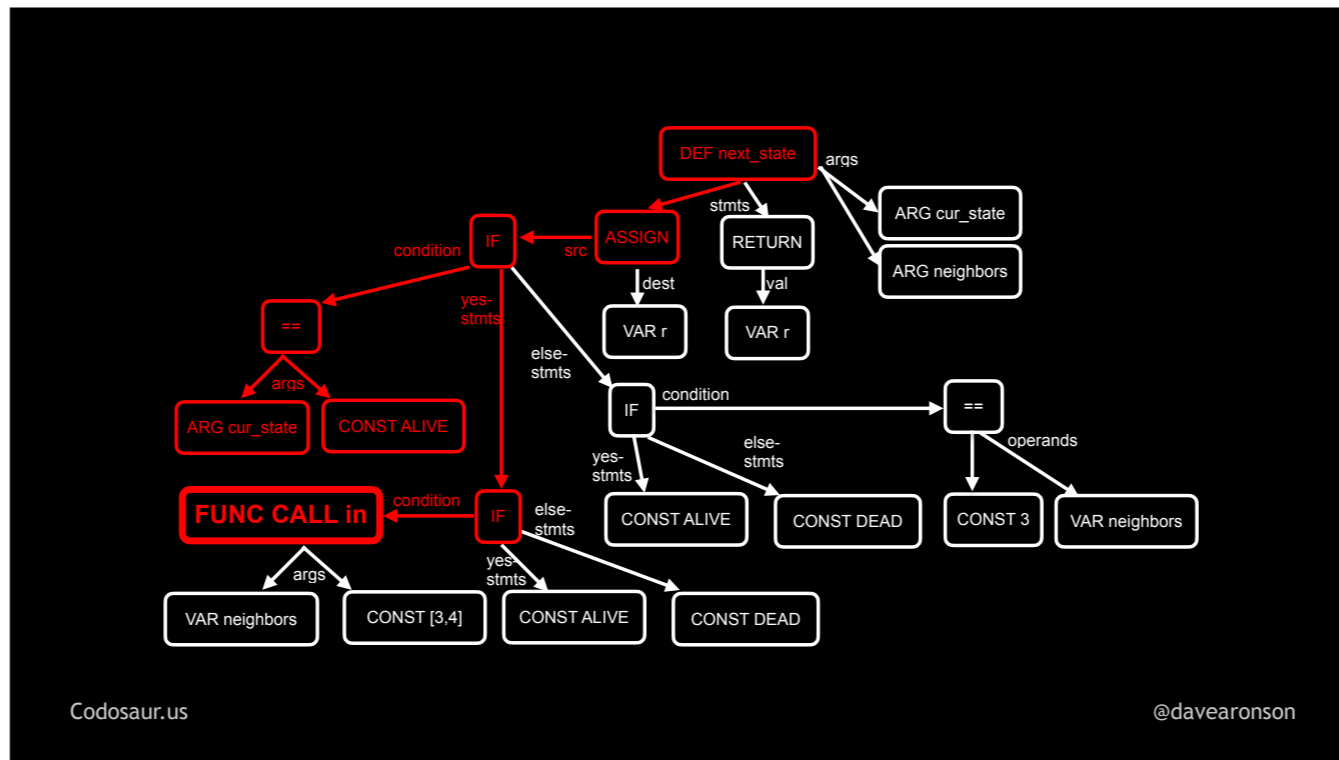 DEF next_state
args
ARG cur_state
stmts
IF
ASSIGN
RETURN
condition
src
ARG neighbors
dest
val
yes-
stmts
==
VAR r
VAR r
else-
stmts
args
IF
condition
==
ARG cur_state
CONST ALIVE
operands
yes-
stmts
else-
stmts
FUNC CALL in
condition
IF
else-
stmts
CONST ALIVE
CONST DEAD
CONST 3
VAR neighbors
args
yes-
stmts
VAR neighbors
CONST [3,4]
CONST ALIVE
CONST DEAD
Codosaur.us
@davearonson